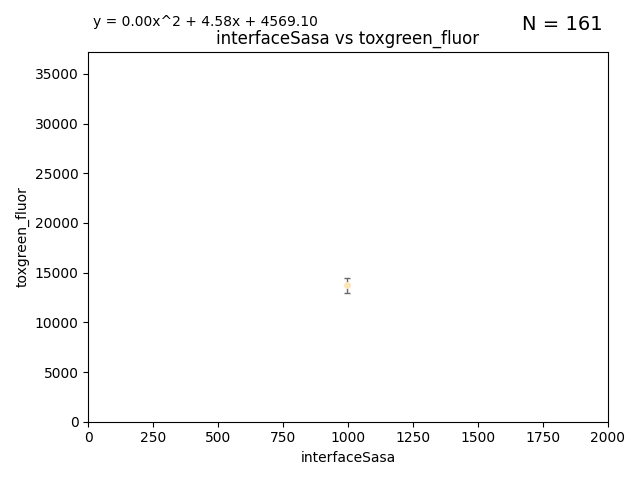 y = 0.00x^2 + 4.58x + 4569.10
N = 161
interfaceSasa vs toxgreen_fluor
35000
30000
25000
20000
15000
10000
5000
0
toxgreen_fluor
0 250 500 750 1000 1250 1500 1750 2000
interfaceSasa